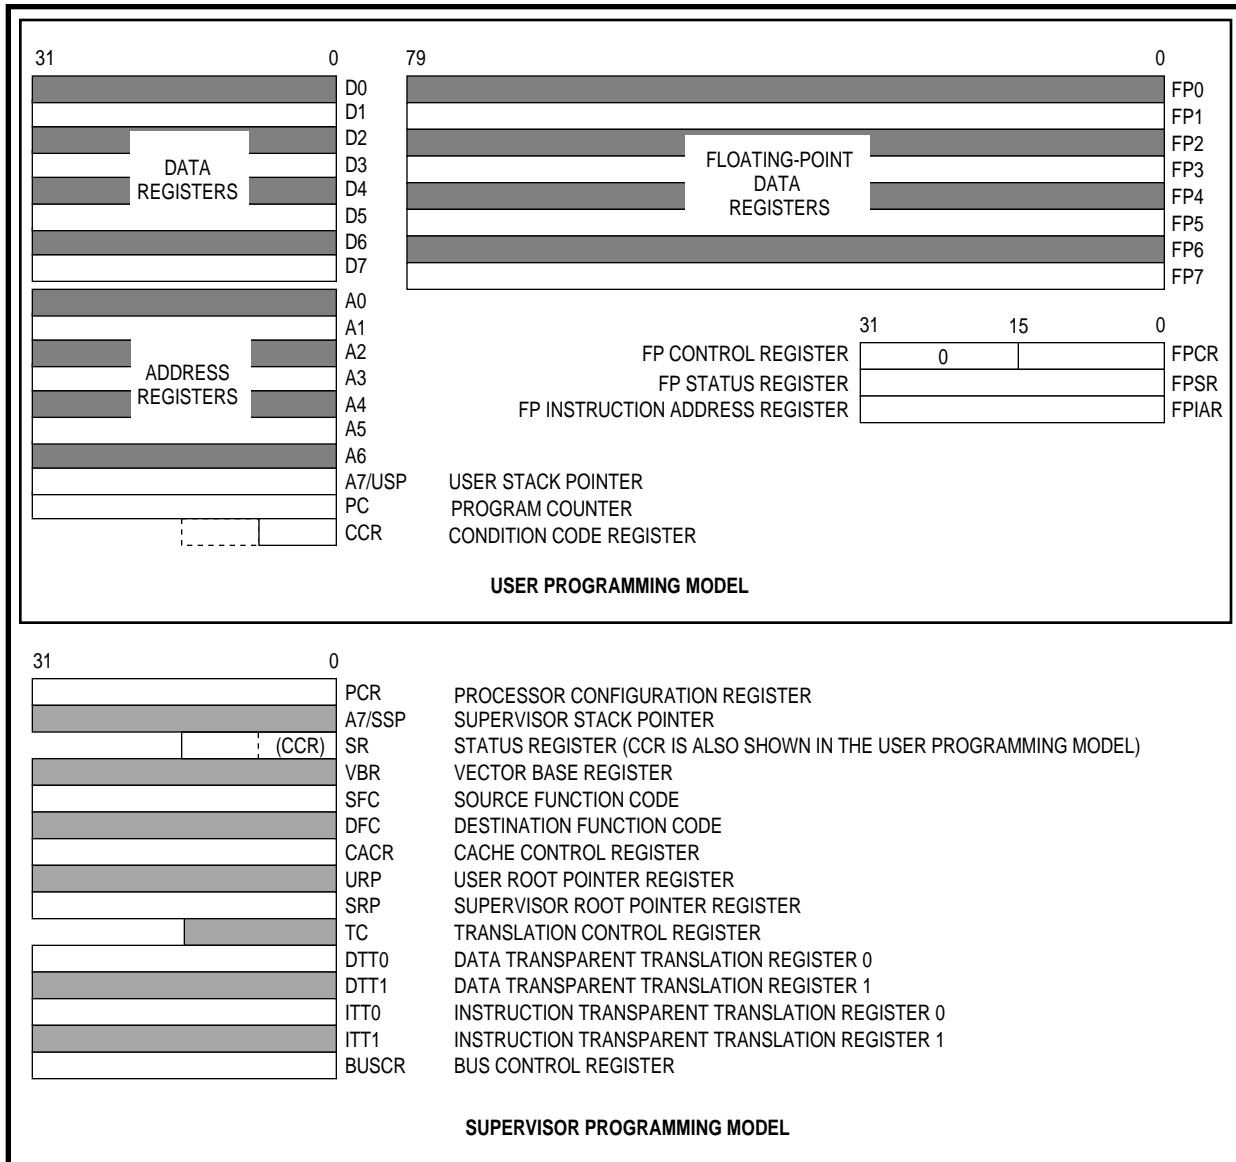 31 0 79 0
D0 FP0
D1 FP1
D2 FP2
D3 FP3
D4 FP4
D5 FP5
D6 FP6
D7 FP7
DATA
REGISTERS
FLOATING-POINT
DATA
REGISTERS
A0
A1
A2
A3
A4
A5
A6
ADDRESS
REGISTERS
31 15 0
FP CONTROL REGISTER 0 FPCR
FP STATUS REGISTER FPSR
FP INSTRUCTION ADDRESS REGISTER FPIAR
A7/USP USER STACK POINTER
PC PROGRAM COUNTER
CCR CONDITION CODE REGISTER
USER PROGRAMMING MODEL
31 0
PCR PROCESSOR CONFIGURATION REGISTER
A7/SSP SUPERVISOR STACK POINTER
(CCR) SR STATUS REGISTER (CCR IS ALSO SHOWN IN THE USER PROGRAMMING MODEL)
VBR VECTOR BASE REGISTER
SFC SOURCE FUNCTION CODE
DFC DESTINATION FUNCTION CODE
CACR CACHE CONTROL REGISTER
URP USER ROOT POINTER REGISTER
SRP SUPERVISOR ROOT POINTER REGISTER
TC TRANSLATION CONTROL REGISTER
DTT0 DATA TRANSPARENT TRANSLATION REGISTER 0
DTT1 DATA TRANSPARENT TRANSLATION REGISTER 1
ITT0 INSTRUCTION TRANSPARENT TRANSLATION REGISTER 0
ITT1 INSTRUCTION TRANSPARENT TRANSLATION REGISTER 1
BUSCR BUS CONTROL REGISTER
SUPERVISOR PROGRAMMING MODEL